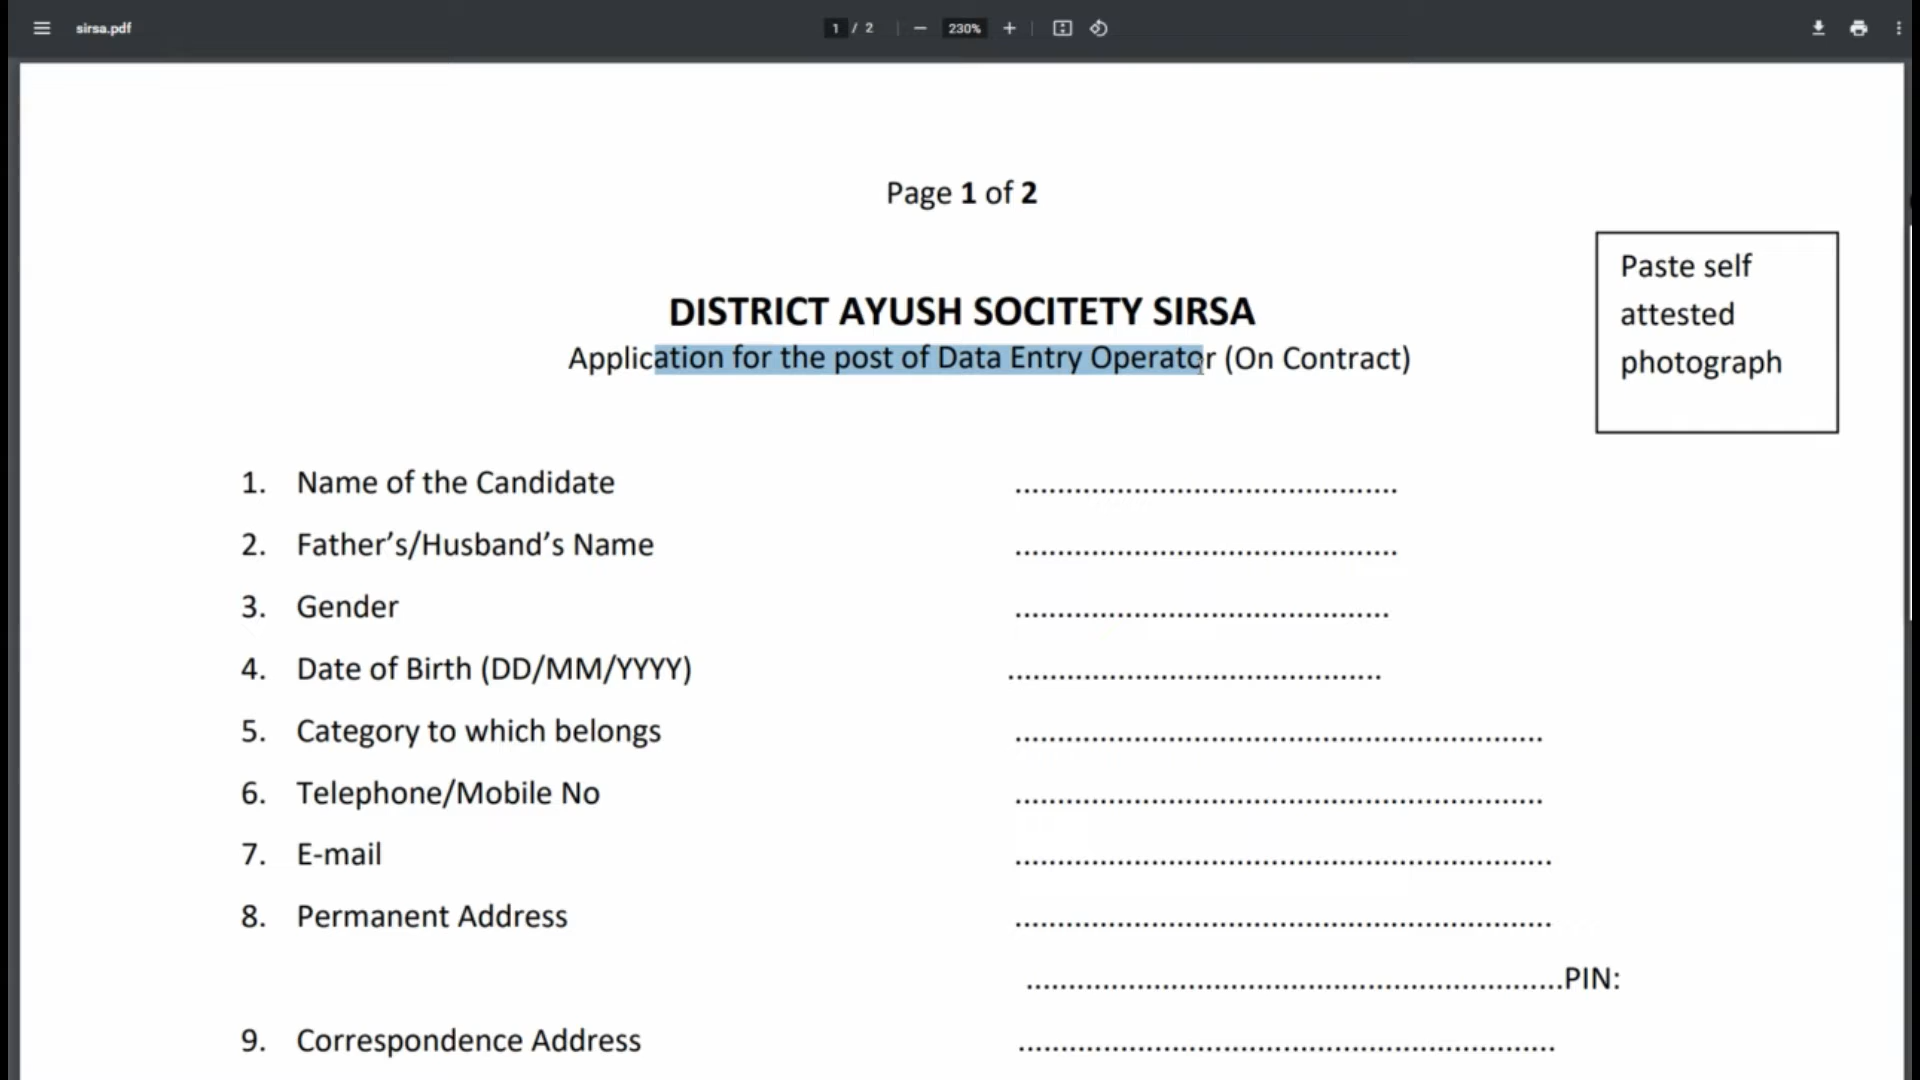 sirsa.pdf
1 / 2
230%
Page 1 of 2
Paste self
attested
photograph
DISTRICT AYUSH SOCITETY SIRSA
Application for the post of Data Entry Operator (On Contract)
1. Name of the Candidate ..............................................
2. Father’s/Husband’s Name ..............................................
3. Gender .............................................
4. Date of Birth (DD/MM/YYYY) .............................................
5. Category to which belongs ...............................................................
6. Telephone/Mobile No ...............................................................
7. E-mail ................................................................
8. Permanent Address ................................................................
................................................................PIN:
9. Correspondence Address ................................................................